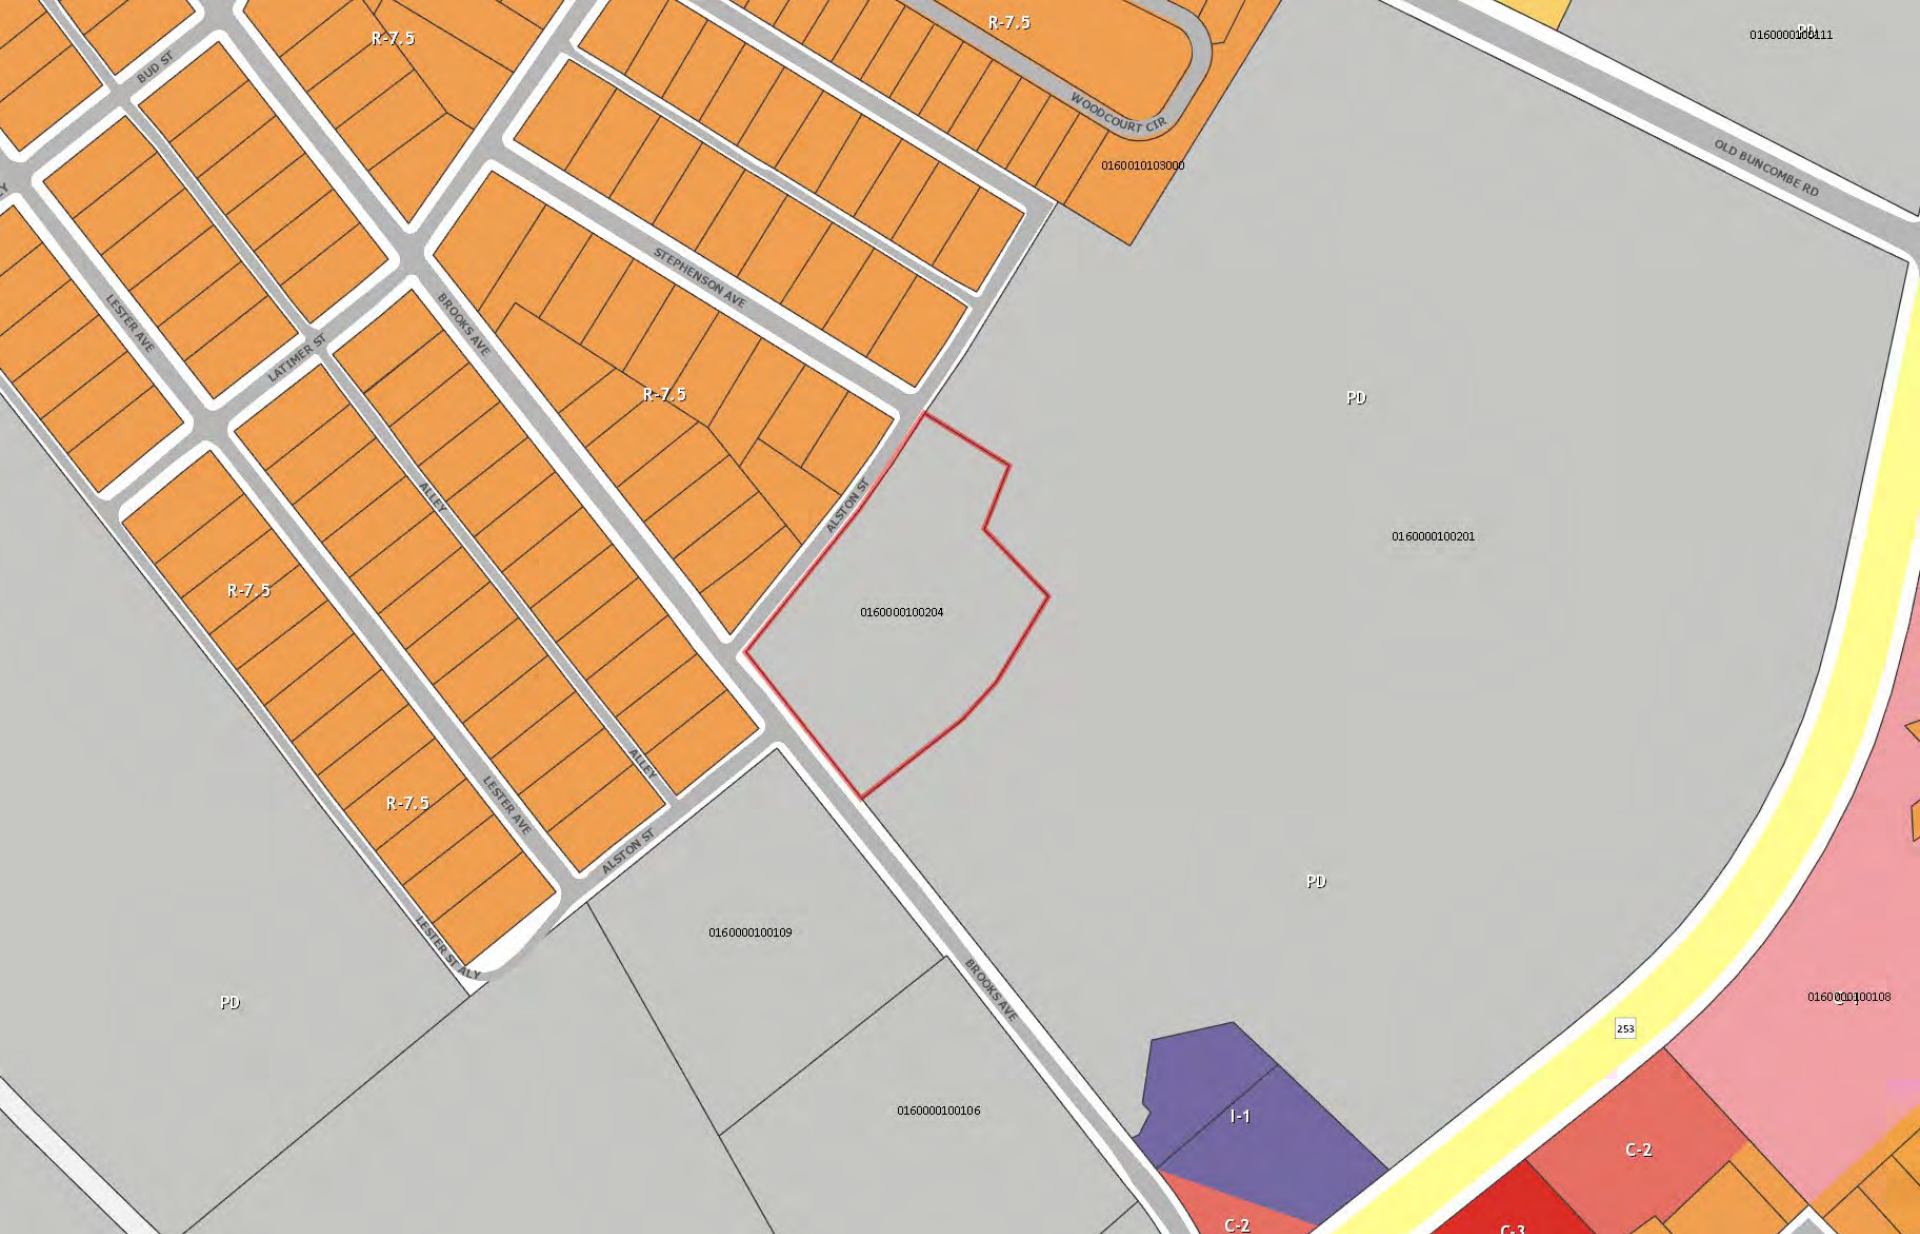 R-7.5
R-7.5
0160000100111
PD
BUD ST
WOODCOURT CIR
OLD BUNCOMBE RD
0160010103000
STEPHENSON AVE
LESTER AVE
BROOKS AVE
LATIMER ST
R-7.5
PD
ALLEY
ALSTON ST
0160000100201
R-7.5
0160000100204
ALLEY
LESTER AVE
R-7.5
ALSTON ST
PD
0160000100109
LESTER ST ALY
BROOKS AVE
PD
0160000100108
253
0160000100106
I-1
C-2
C-2
C-3